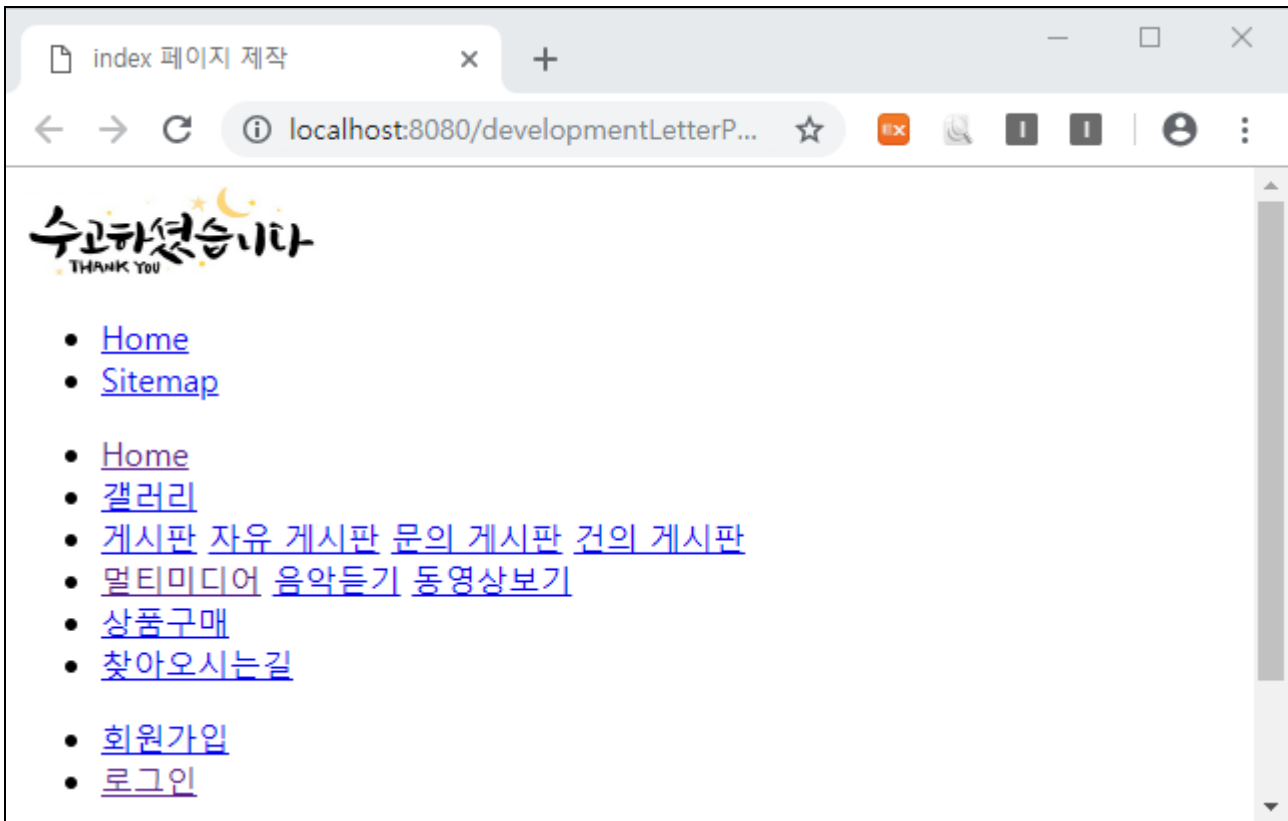 index 페이지 제작
localhost:8080/developmentLetterP...
수고하셨습니다
THANK YOU
Home
Sitemap
Home
갤러리
게시판 자유 게시판 문의 게시판 건의 게시판
멀티미디어 음악듣기 동영상보기
상품구매
찾아오시는길
회원가입
로그인